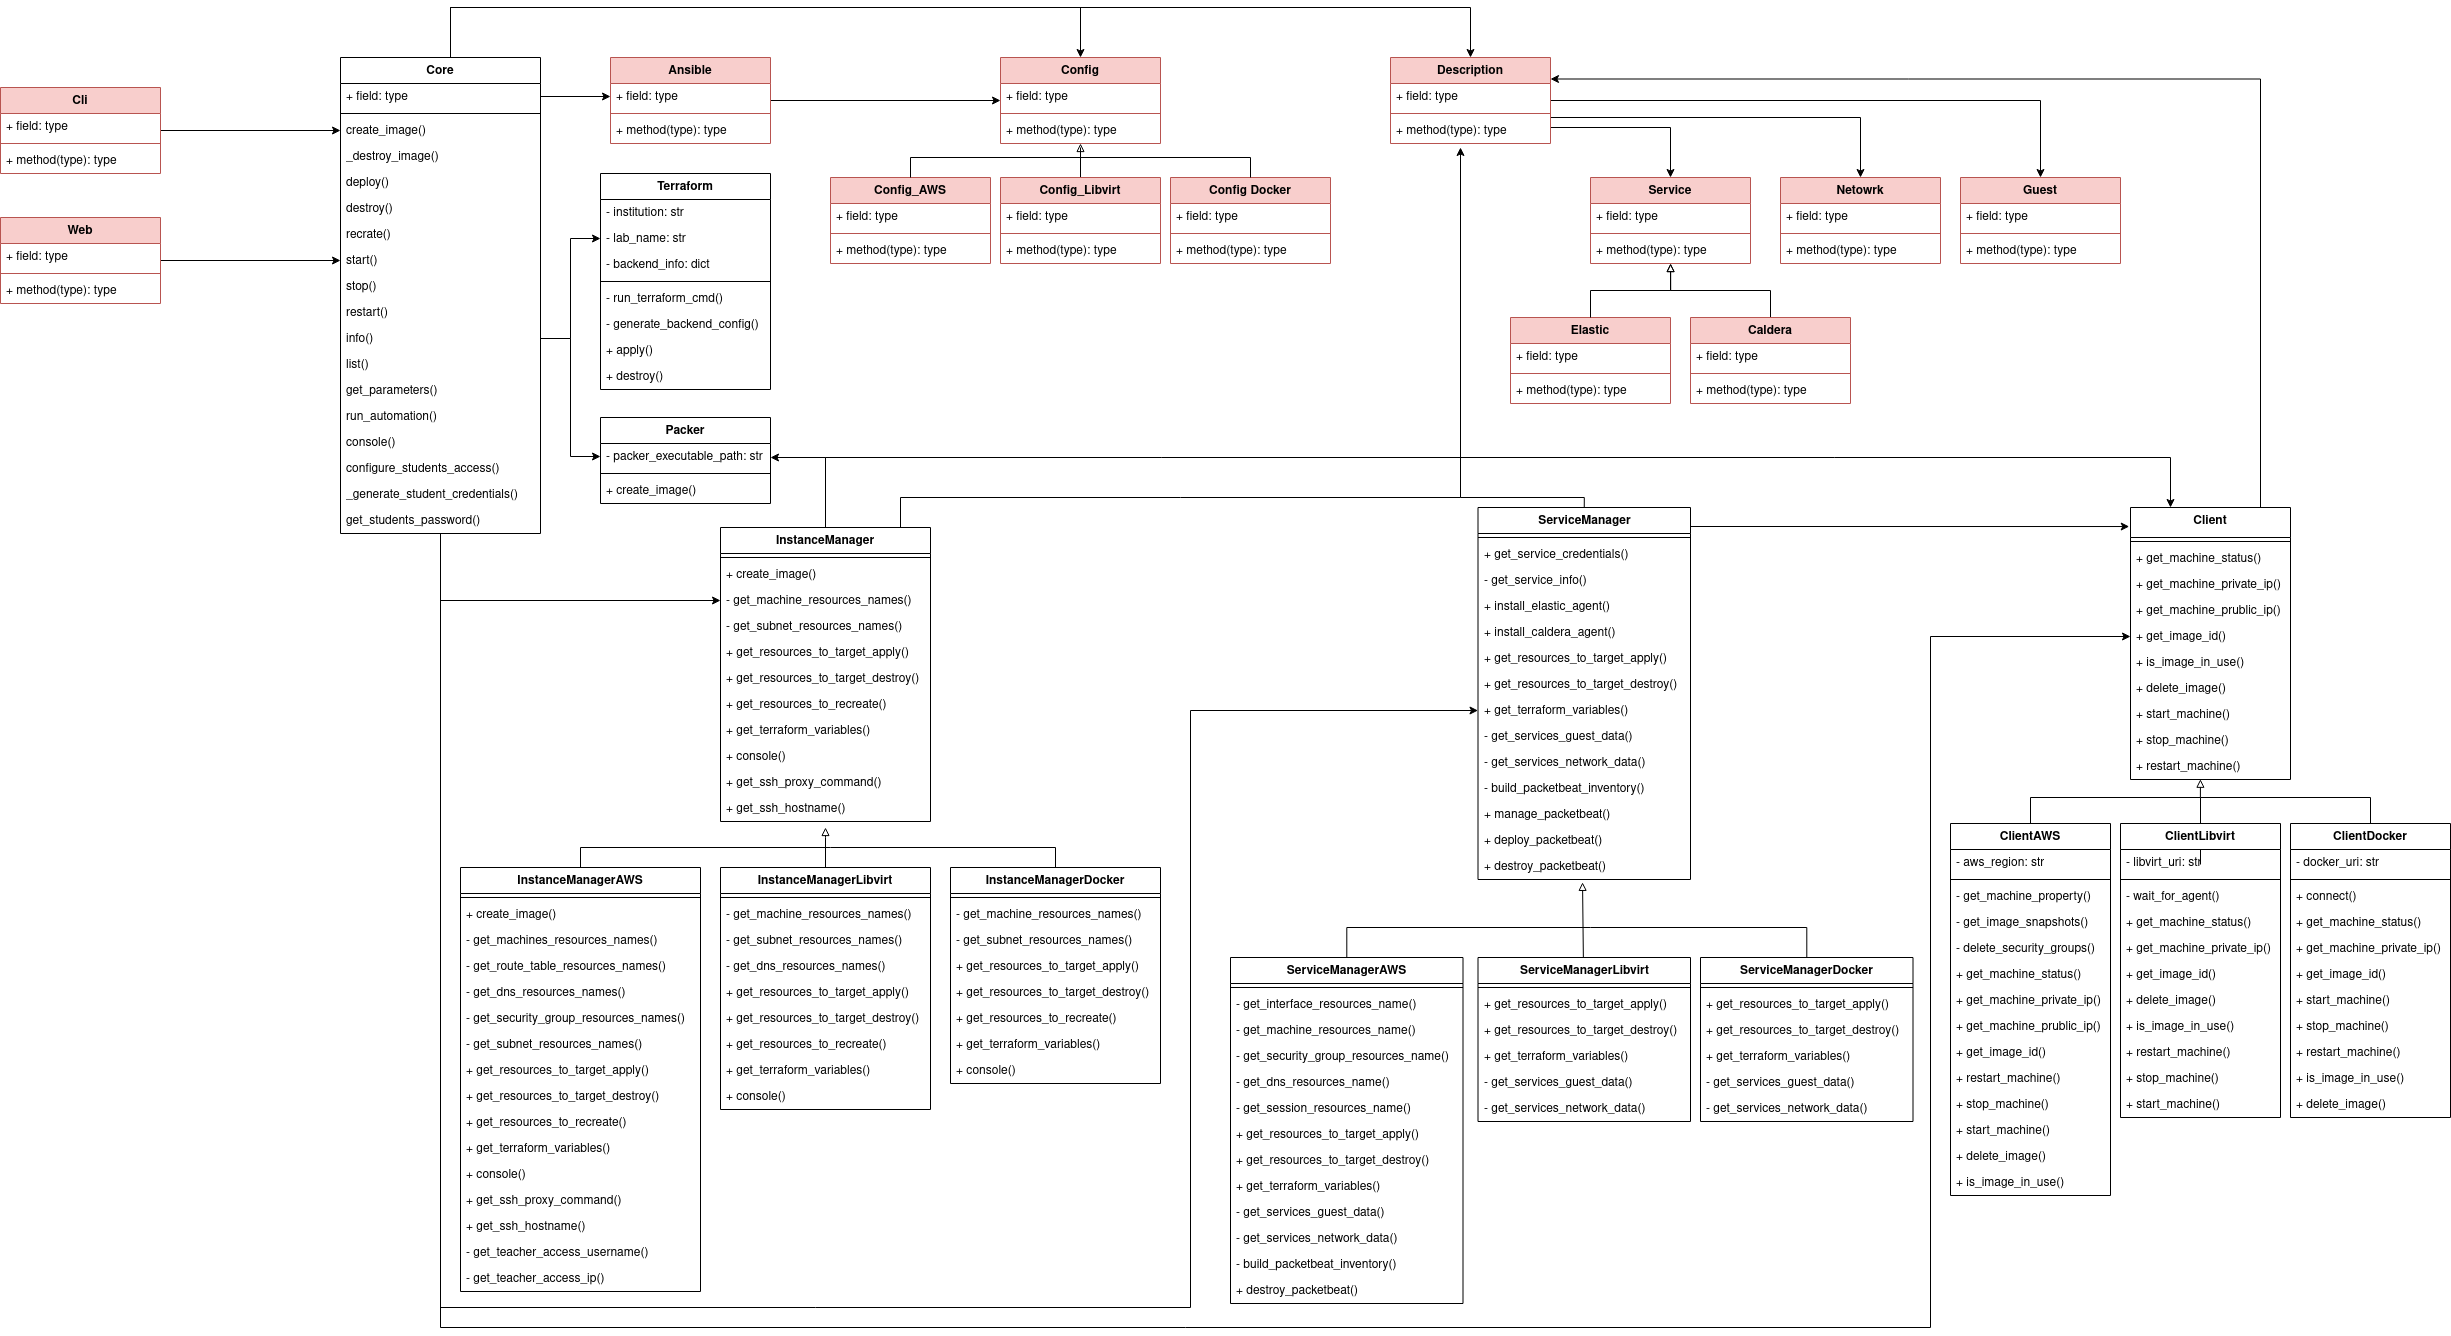 Cli
+ field: type
+ method(type): type
Web
+ field: type
+ method(type): type
Core
+ field: type
create_image()
_destroy_image()
deploy()
destroy()
recrate()
start()
stop()
restart()
info()
list()
get_parameters()
run_automation()
console()
configure_students_access()
_generate_student_credentials()
get_students_password()
Ansible
+ field: type
+ method(type): type
Terraform
- institution: str
- lab_name: str
- backend_info: dict
- run_terraform_cmd()
- generate_backend_config()
+ apply()
+ destroy()
Packer
- packer_executable_path: str
+ create_image()
Config
+ field: type
+ method(type): type
Config_AWS
+ field: type
+ method(type): type
Config_Libvirt
+ field: type
+ method(type): type
Config Docker
+ field: type
+ method(type): type
Description
+ field: type
+ method(type): type
Service
+ field: type
+ method(type): type
Netowrk
+ field: type
+ method(type): type
Guest
+ field: type
+ method(type): type
Elastic
+ field: type
+ method(type): type
Caldera
+ field: type
+ method(type): type
InstanceManager
+ create_image()
- get_machine_resources_names()
- get_subnet_resources_names()
+ get_resources_to_target_apply()
+ get_resources_to_target_destroy()
+ get_resources_to_recreate()
+ get_terraform_variables()
+ console()
+ get_ssh_proxy_command()
+ get_ssh_hostname()
InstanceManagerAWS
+ create_image()
- get_machines_resources_names()
- get_route_table_resources_names()
- get_dns_resources_names()
- get_security_group_resources_names()
- get_subnet_resources_names()
+ get_resources_to_target_apply()
+ get_resources_to_target_destroy()
+ get_resources_to_recreate()
+ get_terraform_variables()
+ console()
+ get_ssh_proxy_command()
+ get_ssh_hostname()
- get_teacher_access_username()
- get_teacher_access_ip()
InstanceManagerLibvirt
- get_machine_resources_names()
- get_subnet_resources_names()
- get_dns_resources_names()
+ get_resources_to_target_apply()
+ get_resources_to_target_destroy()
+ get_resources_to_recreate()
+ get_terraform_variables()
+ console()
InstanceManagerDocker
- get_machine_resources_names()
- get_subnet_resources_names()
+ get_resources_to_target_apply()
+ get_resources_to_target_destroy()
+ get_resources_to_recreate()
+ get_terraform_variables()
+ console()
ServiceManager
+ get_service_credentials()
- get_service_info()
+ install_elastic_agent()
+ install_caldera_agent()
+ get_resources_to_target_apply()
+ get_resources_to_target_destroy()
+ get_terraform_variables()
- get_services_guest_data()
- get_services_network_data()
- build_packetbeat_inventory()
+ manage_packetbeat()
+ deploy_packetbeat()
+ destroy_packetbeat()
ServiceManagerAWS
- get_interface_resources_name()
- get_machine_resources_name()
- get_security_group_resources_name()
- get_dns_resources_name()
- get_session_resources_name()
+ get_resources_to_target_apply()
+ get_resources_to_target_destroy()
+ get_terraform_variables()
- get_services_guest_data()
- get_services_network_data()
- build_packetbeat_inventory()
+ destroy_packetbeat()
ServiceManagerLibvirt
+ get_resources_to_target_apply()
+ get_resources_to_target_destroy()
+ get_terraform_variables()
- get_services_guest_data()
- get_services_network_data()
ServiceManagerDocker
+ get_resources_to_target_apply()
+ get_resources_to_target_destroy()
+ get_terraform_variables()
- get_services_guest_data()
- get_services_network_data()
Client
+ get_machine_status()
+ get_machine_private_ip()
+ get_machine_prublic_ip()
+ get_image_id()
+ is_image_in_use()
+ delete_image()
+ start_machine()
+ stop_machine()
+ restart_machine()
ClientAWS
- aws_region: str
- get_machine_property()
- get_image_snapshots()
- delete_security_groups()
+ get_machine_status()
+ get_machine_private_ip()
+ get_machine_prublic_ip()
+ get_image_id()
+ restart_machine()
+ stop_machine()
+ start_machine()
+ delete_image()
+ is_image_in_use()
ClientLibvirt
- libvirt_uri: str
- wait_for_agent()
+ get_machine_status()
+ get_machine_private_ip()
+ get_image_id()
+ delete_image()
+ is_image_in_use()
+ restart_machine()
+ stop_machine()
+ start_machine()
ClientDocker
- docker_uri: str
+ connect()
+ get_machine_status()
+ get_machine_private_ip()
+ get_image_id()
+ start_machine()
+ stop_machine()
+ restart_machine()
+ is_image_in_use()
+ delete_image()